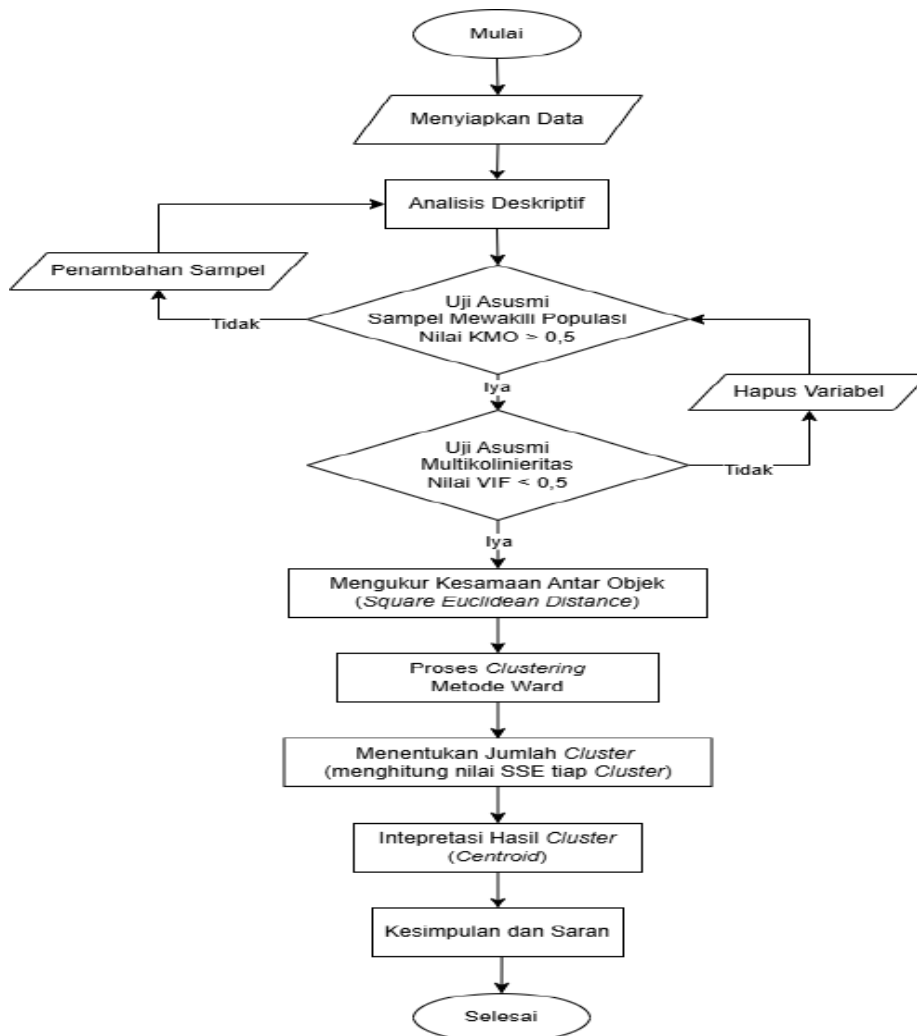 Mulai
Menyiapkan Data
Analisis Deskriptif
Penambahan Sampel
Uji Asusmi
Sampel Mewakili Populasi
Nilai KMO > 0,5
Tidak
Iya
Hapus Variabel
Uji Asusmi
Multikolinieritas
Nilai VIF < 0,5
Tidak
Iya
Mengukur Kesamaan Antar Objek
(Square Euclidean Distance)
Proses Clustering
Metode Ward
Menentukan Jumlah Cluster
(menghitung nilai SSE tiap Cluster)
Intepretasi Hasil Cluster
(Centroid)
Kesimpulan dan Saran
Selesai